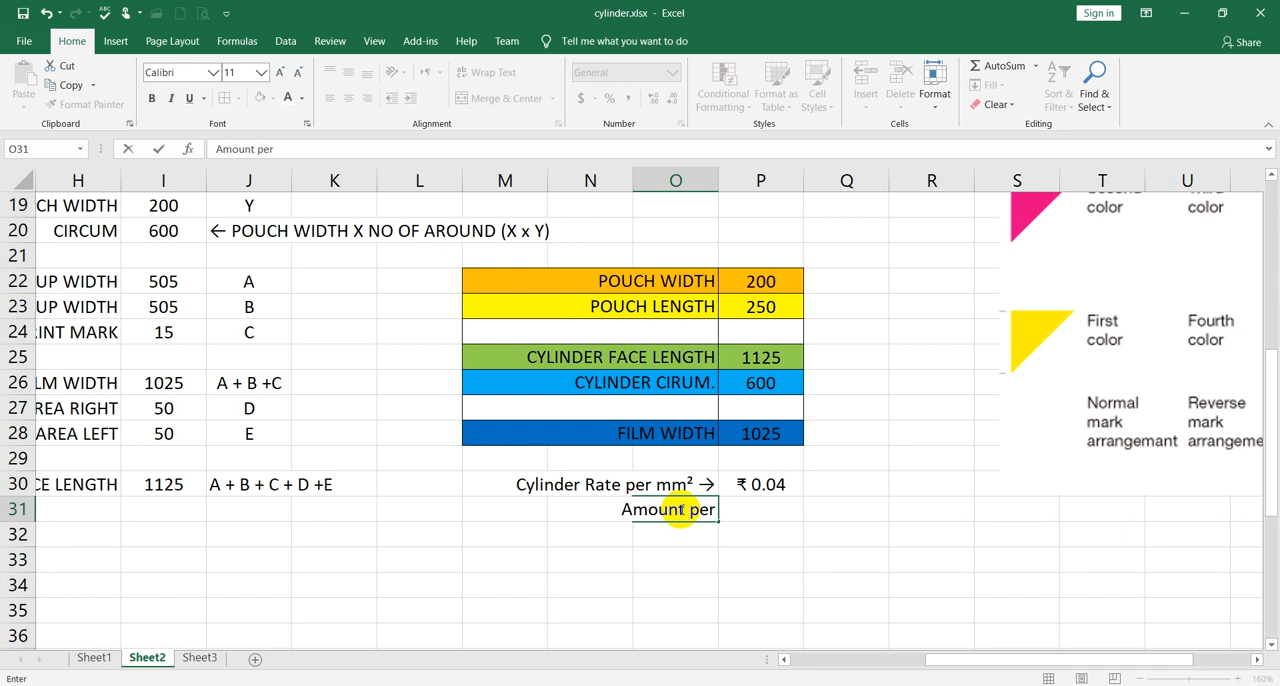 cylinder.xlsx - Excel
Sign in
File Home Insert Page Layout Formulas Data Review View Add-ins Help Team Tell me what you want to do Share
Paste
Cut
Copy
Format Painter
Clipboard
Calibri 11
B I U
Font
Wrap Text
Merge & Center
Alignment
General
$ % ,
Number
Conditional Formatting
Format as Table
Cell Styles
Styles
Insert
Delete
Format
Cells
AutoSum
Fill
Clear
Sort & Filter
Find & Select
Editing
O31 fx Amount per
H I J K L M N O P Q R S T U
19 CH WIDTH 200 Y
20 CIRCUM 600 ← POUCH WIDTH X NO OF AROUND (X x Y)
21
22 UP WIDTH 505 A POUCH WIDTH 200
23 UP WIDTH 505 B POUCH LENGTH 250
24 INT MARK 15 C
25 CYLINDER FACE LENGTH 1125
26 LM WIDTH 1025 A + B +C CYLINDER CIRUM. 600
27 REA RIGHT 50 D
28 AREA LEFT 50 E FILM WIDTH 1025
29
30 CE LENGTH 1125 A + B + C + D +E Cylinder Rate per mm² → ₹ 0.04
31 Amount per
32
33
34
35
36
color color
First color
Fourth color
Normal mark arrangemant
Reverse mark arrangeme
Sheet1 Sheet2 Sheet3
Enter
160%